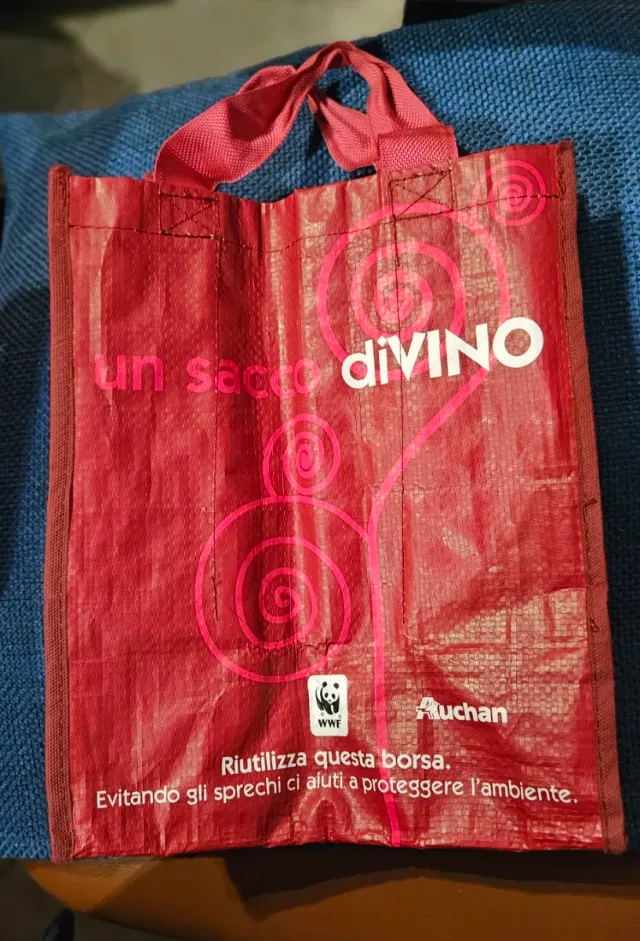 un sacco diVINO
WWF
Auchan
Riutilizza questa borsa.
Evitando gli sprechi ci aiuti a proteggere l'ambiente.